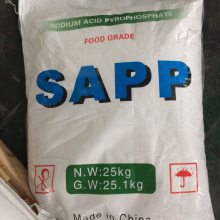 SODIUM ACID PYROPHOSPHATE
FOOD GRADE
SAPP
N.W:25kg
G.W:25.1kg
Made In China